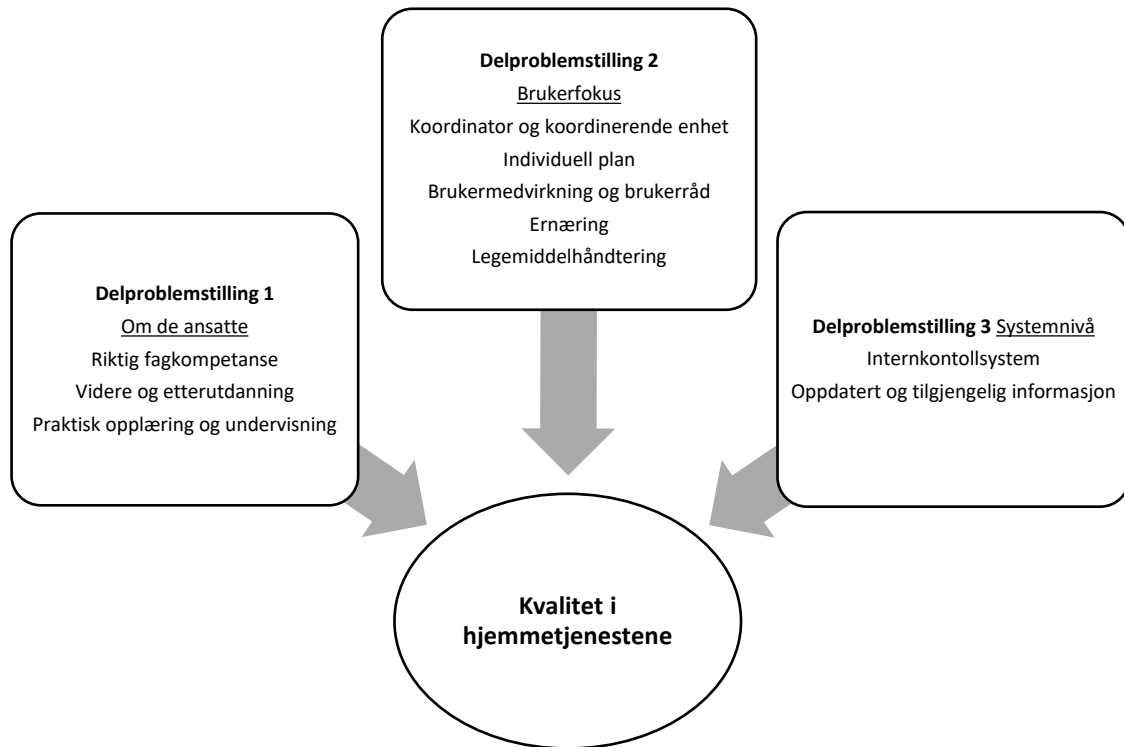 Delproblemstilling 1
Om de ansatte
Riktig fagkompetanse
Videre og etterutdanning
Praktisk opplæring og undervisning
Delproblemstilling 2
Brukerfokus
Koordinator og koordinerende enhet
Individuell plan
Brukermedvirkning og brukerråd
Ernæring
Legemiddelhåndtering
Delproblemstilling 3 Systemnivå
Internkontollsystem
Oppdatert og tilgjengelig informasjon
Kvalitet i
hjemmetjenestene